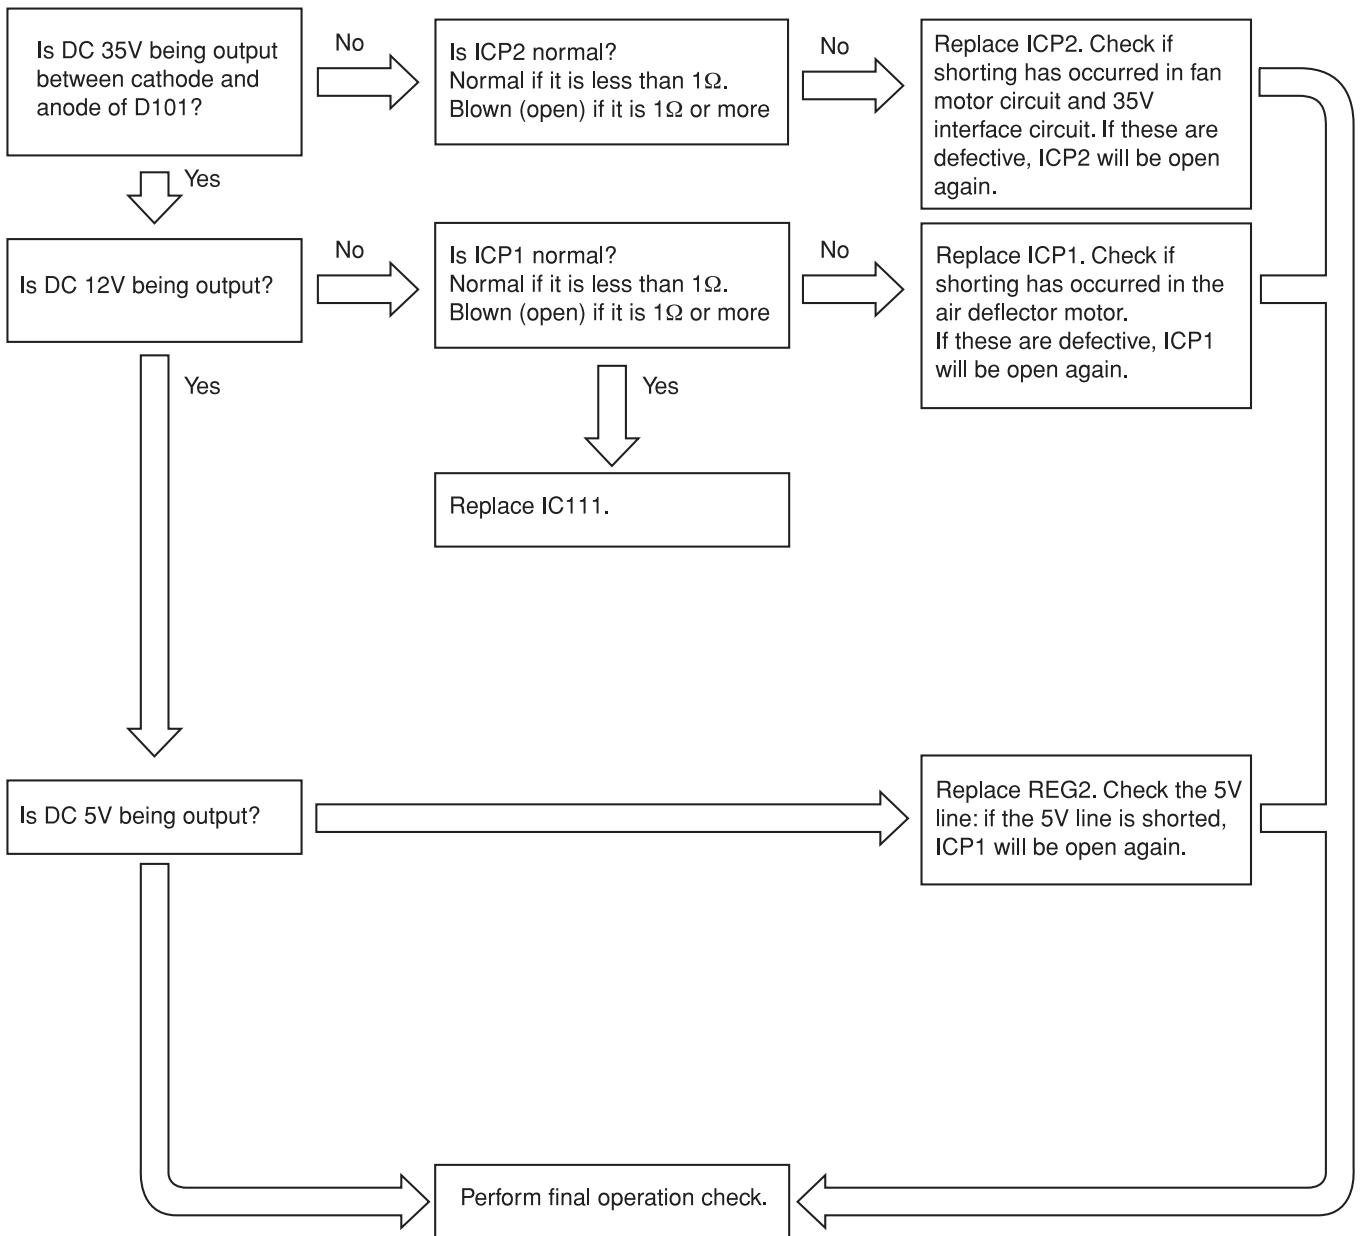 Is DC 35V being output
between cathode and
anode of D101?
No
Is ICP2 normal?
Normal if it is less than 1Ω.
Blown (open) if it is 1Ω or more
No
Replace ICP2. Check if
shorting has occurred in fan
motor circuit and 35V
interface circuit. If these are
defective, ICP2 will be open
again.
Yes
Is DC 12V being output?
No
Is ICP1 normal?
Normal if it is less than 1Ω.
Blown (open) if it is 1Ω or more
No
Replace ICP1. Check if
shorting has occurred in the
air deflector motor.
If these are defective, ICP1
will be open again.
Yes
Yes
Replace IC111.
Is DC 5V being output?
Replace REG2. Check the 5V
line: if the 5V line is shorted,
ICP1 will be open again.
Perform final operation check.